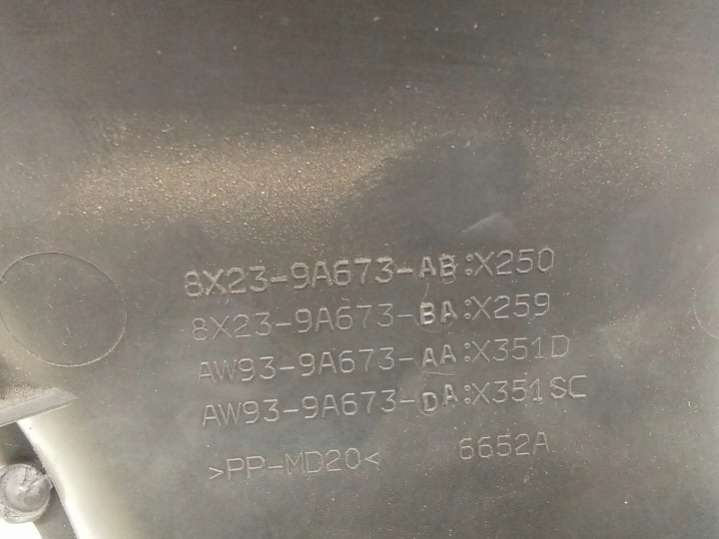 8X23-9A673-AB:X250
8X23-9A673-BA:X259
AW93-9A673-AA:X351D
AW93-9A673-DA:X351SC
>PP-MD20< 6652A